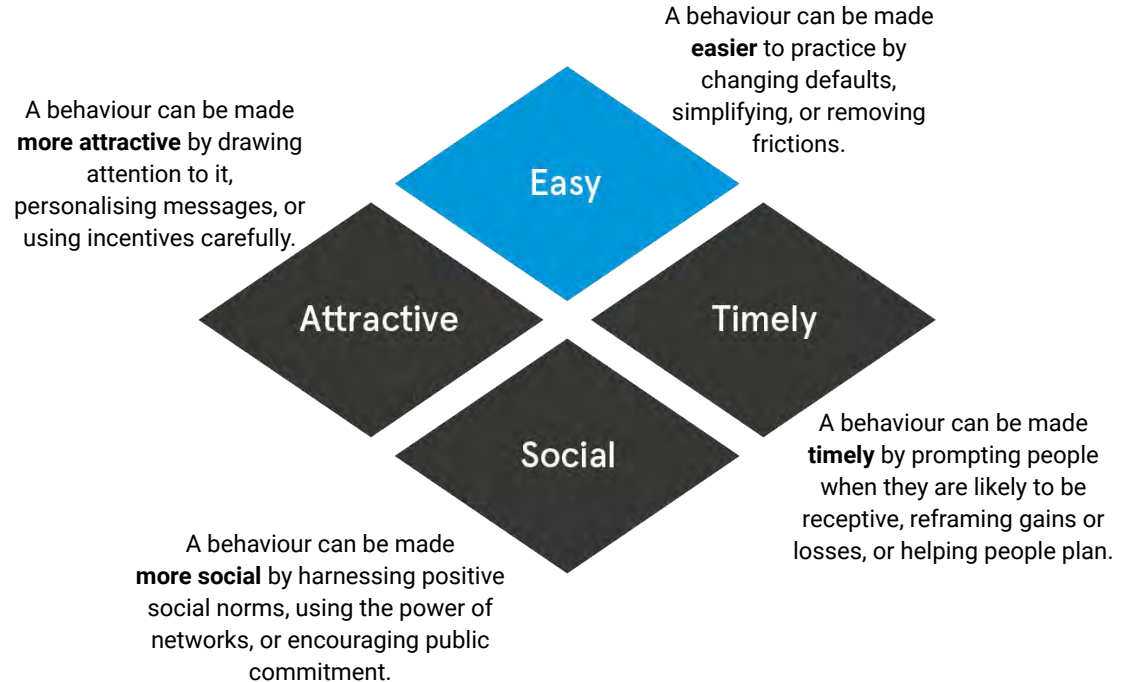 A behaviour can be made
easier to practice by
changing defaults,
simplifying, or removing
frictions.
A behaviour can be made
more attractive by drawing
attention to it,
personalising messages, or
using incentives carefully.
Easy
Attractive
Timely
Social
A behaviour can be made
timely by prompting people
when they are likely to be
receptive, reframing gains or
losses, or helping people plan.
A behaviour can be made
more social by harnessing positive
social norms, using the power of
networks, or encouraging public
commitment.